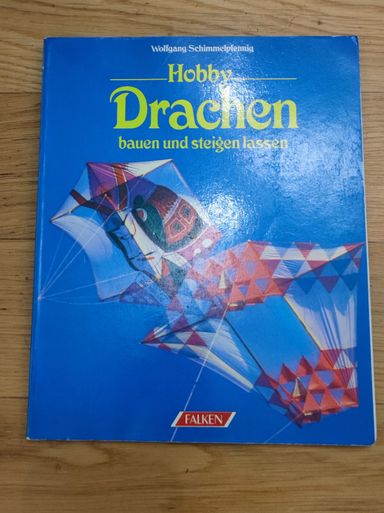 Wolfgang Schimmelpfennig
Hobby
Drachen
bauen und steigen lassen
FALKEN